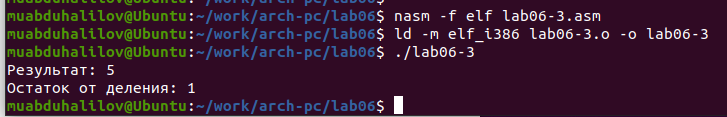 muabduhalilov@Ubuntu:~/work/arch-pc/lab06$ nasm -f elf lab06-3.asm
muabduhalilov@Ubuntu:~/work/arch-pc/lab06$ ld -m elf_i386 lab06-3.o -o lab06-3
muabduhalilov@Ubuntu:~/work/arch-pc/lab06$ ./lab06-3
Результат: 5
Остаток от деления: 1
muabduhalilov@Ubuntu:~/work/arch-pc/lab06$